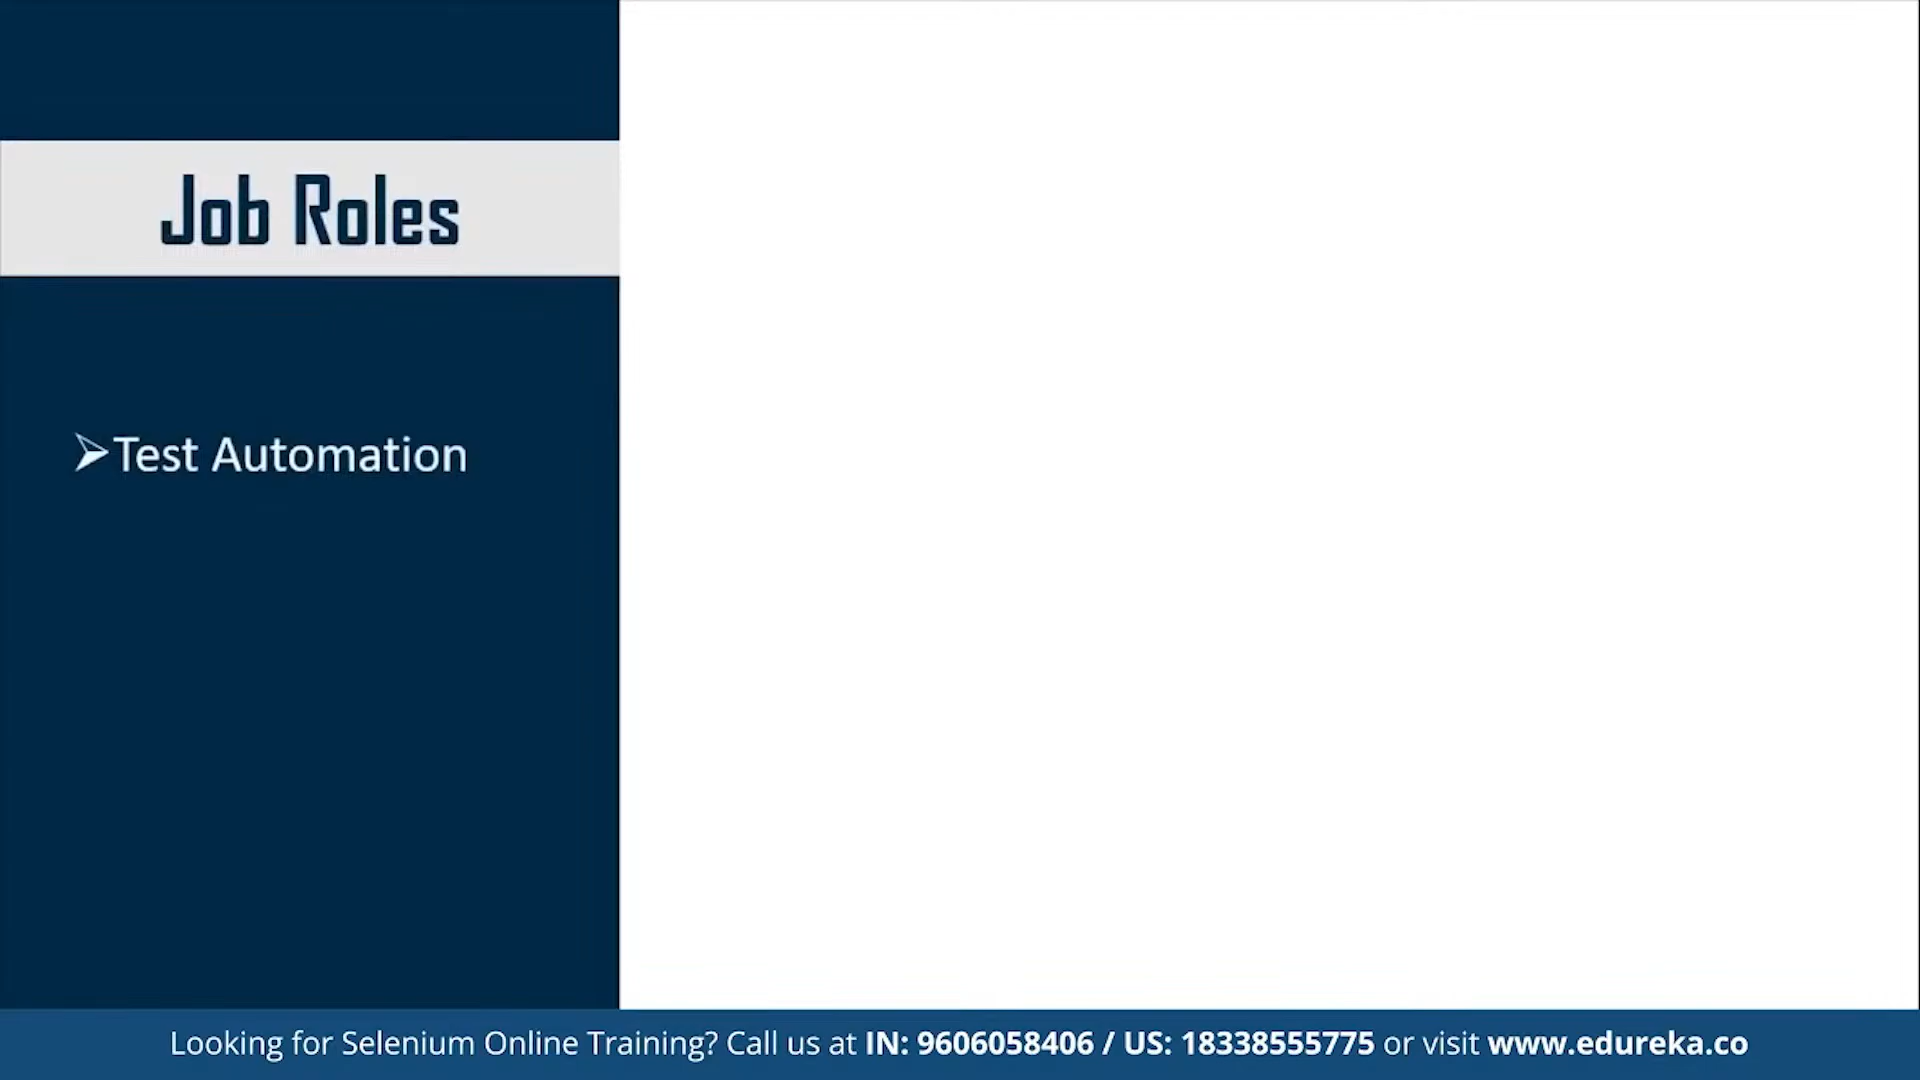 Job Roles
➢Test Automation
Looking for Selenium Online Training? Call us at IN: 9606058406 / US: 18338555775 or visit www.edureka.co